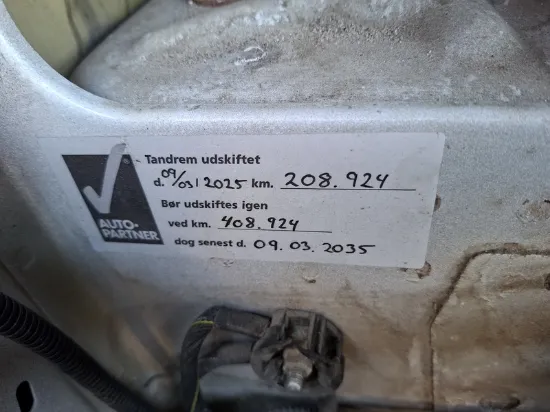 Tandrem udskiftet
d. 09/03/2025 km. 208.924
Bør udskiftes igen
ved km. 408.924
dog senest d. 09.03.2035
AUTO-
PARTNER